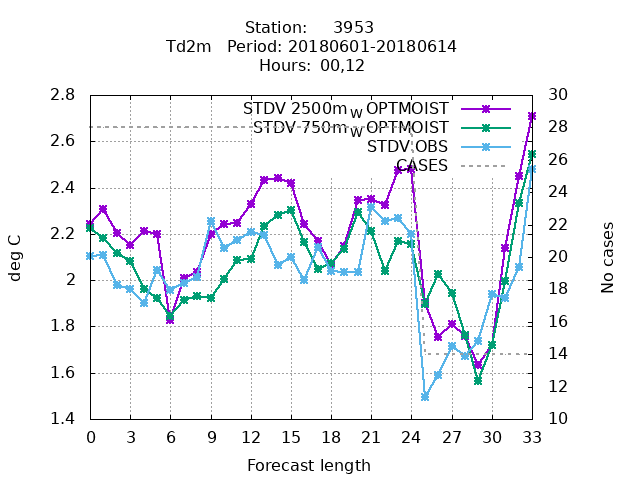 Station: 3953
Td2m Period: 20180601-20180614
Hours: 00,12
STDV 2500m_W OPTMOIST
STDV 750m_W OPTMOIST
STDV OBS
CASES
deg C
No cases
2.8
2.6
2.4
2.2
2
1.8
1.6
1.4
30
28
26
24
22
20
18
16
14
12
10
0 3 6 9 12 15 18 21 24 27 30 33
Forecast length